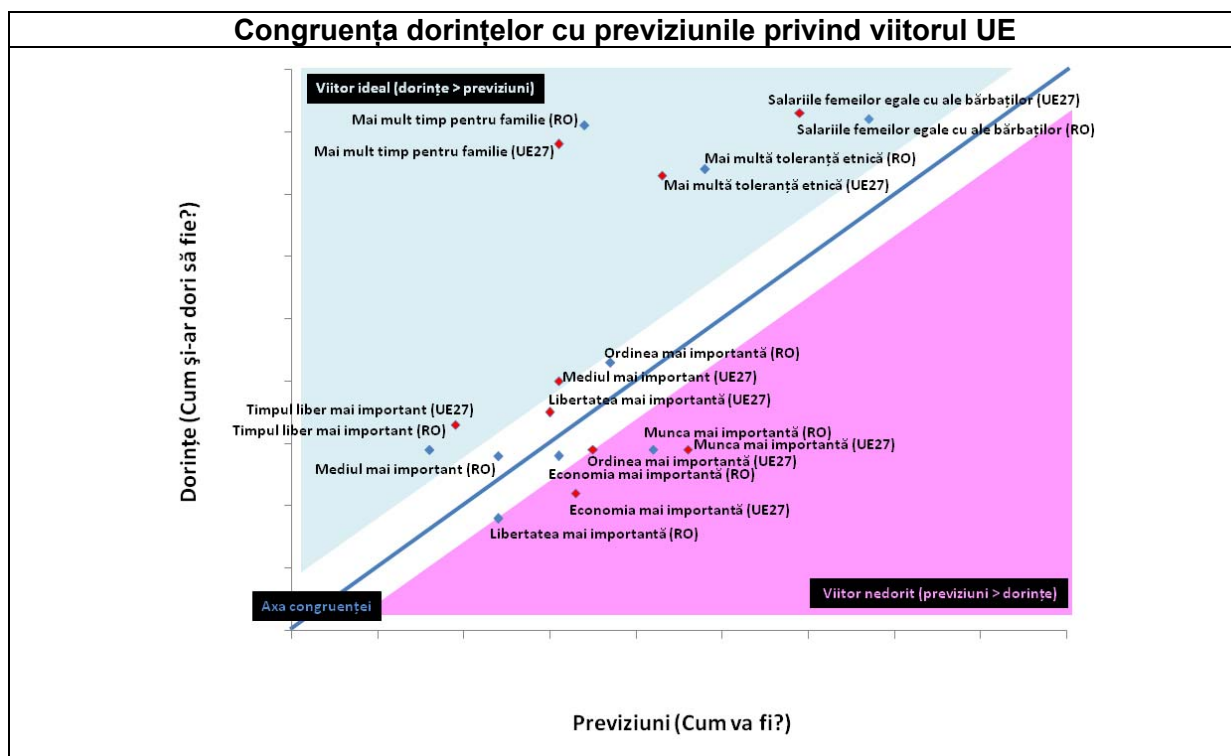 Congruența dorințelor cu previziunile privind viitorul UE
Viitor ideal (dorințe > previziuni)
Salariile femeilor egale cu ale bărbaților (UE27)
Mai mult timp pentru familie (RO)
Salariile femeilor egale cu ale bărbaților (RO)
Mai mult timp pentru familie (UE27)
Mai multă toleranță etnică (RO)
Mai multă toleranță etnică (UE27)
Dorințe (Cum şi-ar dori să fie?)
Ordinea mai importantă (RO)
Mediul mai important (UE27)
Libertatea mai importantă (UE27)
Timpul liber mai important (UE27)
Timpul liber mai important (RO)
Munca mai importantă (RO)
Munca mai importantă (UE27)
Ordinea mai importantă (UE27)
Mediul mai important (RO)
Economia mai importantă (RO)
Economia mai importantă (UE27)
Libertatea mai importantă (RO)
Viitor nedorit (previziuni > dorințe)
Axa congruenței
Previziuni (Cum va fi?)